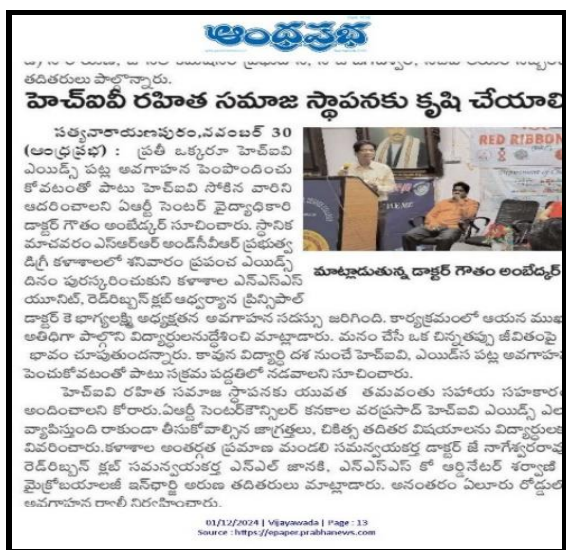 ఆంధ్రప్రభ
తదితరులు పాల్గొన్నారు.
హెచ్ఐవీ రహిత సమాజ స్థాపనకు కృషి చేయాలి
సత్యనారాయణపురం,నవంబర్ 30
(ఆంధ్రప్రభ) : ప్రతీ ఒక్కరూ హెచ్ఐవి
ఎయిడ్స్ పట్ల అవగాహన పెంపొందించు
కోవటంతో పాటు హెచ్ఐవి సోకిన వారిని
ఆదరించాలని ఏఆర్టీ సెంటర్ వైద్యాధికారి
డాక్టర్ గౌతం అంబేద్కర్ సూచించారు. స్థానిక
మాచవరం ఎస్ఆర్ఆర్ అండ్సీవీఆర్ ప్రభుత్వ
డిగ్రీ కళాశాలలో శనివారం ప్రపంచ ఎయిడ్స్
దినం పురస్కరించుకుని కళాశాల ఎన్ఎస్ఎస్
యూనిట్, రెడ్రిబ్బన్ క్లబ్ ఆధ్వర్యాన ప్రిన్సిపాల్
RED RIBBON
మాట్లాడుతున్న డాక్టర్ గౌతం అంబేద్కర్
డాక్టర్ కె భాగ్యలక్ష్మి అధ్యక్షతన అవగాహన సదస్సు జరిగింది. కార్యక్రమంలో ఆయన ముఖ
అతిధిగా పాల్గొని విద్యార్థులనుద్దేశించి మాట్లాడారు. మనం చేసే ఒక చిన్నతప్పు జీవితంపై
భావం చూపుతుందన్నారు. కావున విద్యార్థి దశ నుంచే హెచ్ఐవి, ఎయిడ్స పట్ల అవగాహన
పెంచుకోవటంతో పాటు సక్రమ పద్దతిలో నడవాలని సూచించారు.
హెచ్ఐవి రహిత సమాజ స్థాపనకు యువత తమవంతు సహాయ సహకారం
అందించాలని కోరారు.ఏఆర్టీ సెంటర్కౌన్సిలర్ కనకాల వరప్రసాద్ హెచ్ఐవి ఎయిడ్స్ ఎలా
వ్యాపిస్తుంది రాకుండా తీసుకోవాల్సిన జాగ్రత్తలు, చికిత్స తదితర విషయాలను విద్యార్థులకు
వివరించారు.కళాశాల అంతర్గత ప్రమాణ మండలి సమన్వయకర్త డాక్టర్ జే నాగేశ్వరరావు
రెడ్రిబ్బన్ క్లబ్ సమన్వయకర్త ఎన్ఎల్ జానకి, ఎన్ఎస్ఎస్ కో ఆర్డినేటర్ శర్వాణి
మైక్రోబయాలజీ ఇన్ఛార్జి అరుణ తదితరులు మాట్లాడారు. అనంతరం ఏలూరు రోడ్డులో
అవగాహన ర్యాలీ నిర్వహించారు.
01/12/2024 | Vijayawada | Page : 13
Source : https://epaper.prabhanews.com